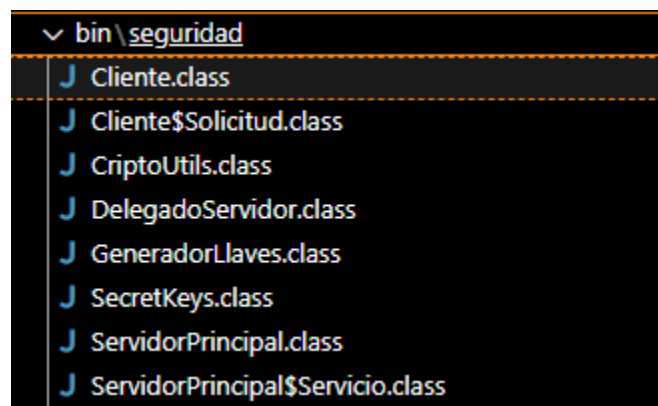 bin\seguridad
J Cliente.class
J Cliente$Solicitud.class
J CriptoUtils.class
J DelegadoServidor.class
J GeneradorLlaves.class
J SecretKeys.class
J ServidorPrincipal.class
J ServidorPrincipal$Servicio.class